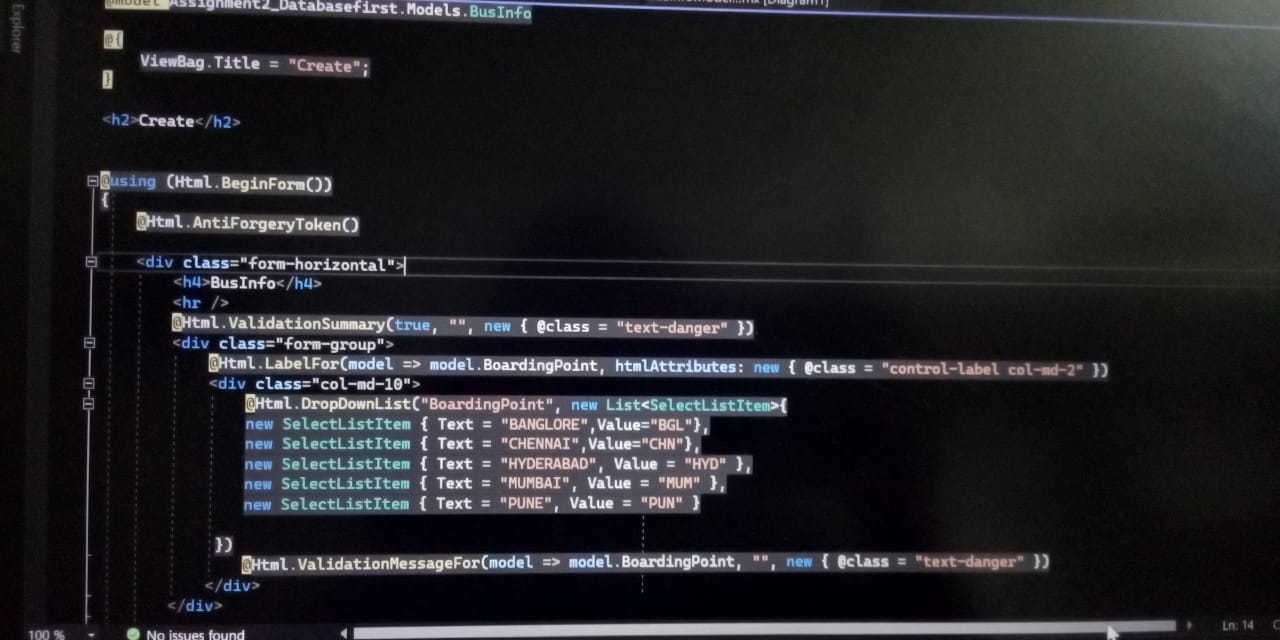 @model Assignment2_Databasefirst.Models.BusInfo
[Diagram1]
Explorer
@{
ViewBag.Title = "Create";
}
<h2>Create</h2>
@using (Html.BeginForm())
{
@Html.AntiForgeryToken()
<div class="form-horizontal">
<h4>BusInfo</h4>
<hr />
@Html.ValidationSummary(true, "", new { @class = "text-danger" })
<div class="form-group">
@Html.LabelFor(model => model.BoardingPoint, htmlAttributes: new { @class = "control-label col-md-2" })
<div class="col-md-10">
@Html.DropDownList("BoardingPoint", new List<SelectListItem>{
new SelectListItem { Text = "BANGLORE",Value="BGL"},
new SelectListItem { Text = "CHENNAI",Value="CHN"},
new SelectListItem { Text = "HYDERABAD", Value = "HYD" },
new SelectListItem { Text = "MUMBAI", Value = "MUM" },
new SelectListItem { Text = "PUNE", Value = "PUN" }
})
@Html.ValidationMessageFor(model => model.BoardingPoint, "", new { @class = "text-danger" })
</div>
</div>
100 % No issues found Ln: 14